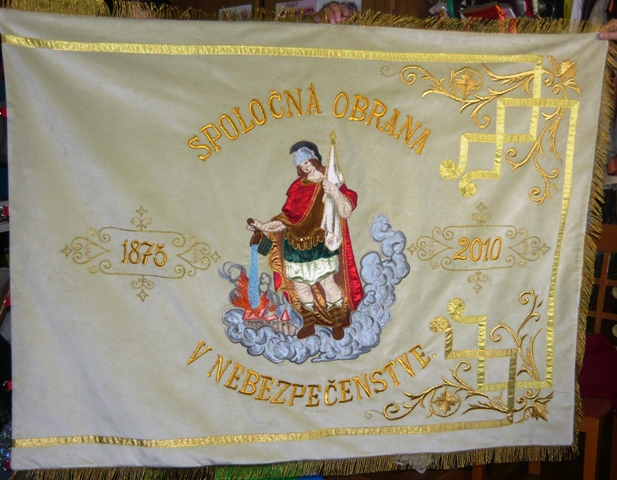 SPOLOČNÁ OBRANA
1875
2010
V NEBEZPEČENSTVE.